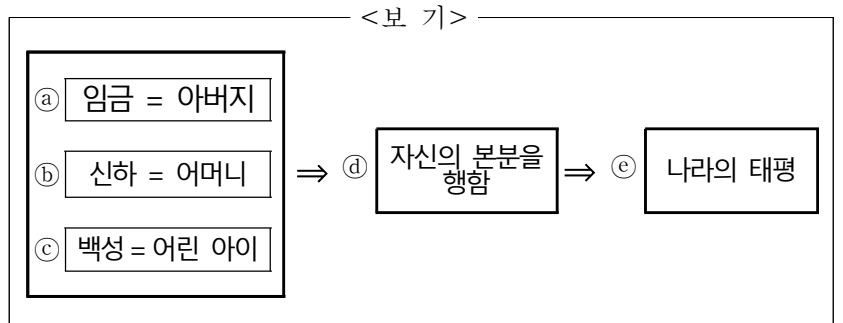 <보 기>
ⓐ 임금 = 아버지
ⓑ 신하 = 어머니
ⓒ 백성 = 어린 아이
⇒ ⓓ 자신의 본분을
행함
⇒ ⓔ 나라의 태평